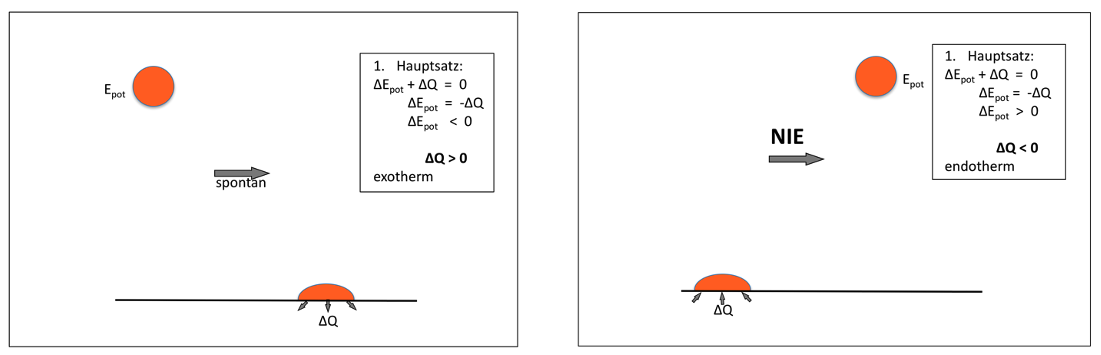 E_pot
1. Hauptsatz:
ΔE_pot + ΔQ = 0
ΔE_pot = -ΔQ
ΔE_pot < 0
ΔQ > 0
exotherm
spontan
ΔQ
E_pot
1. Hauptsatz:
ΔE_pot + ΔQ = 0
ΔE_pot = -ΔQ
ΔE_pot > 0
ΔQ < 0
endotherm
NIE
ΔQ